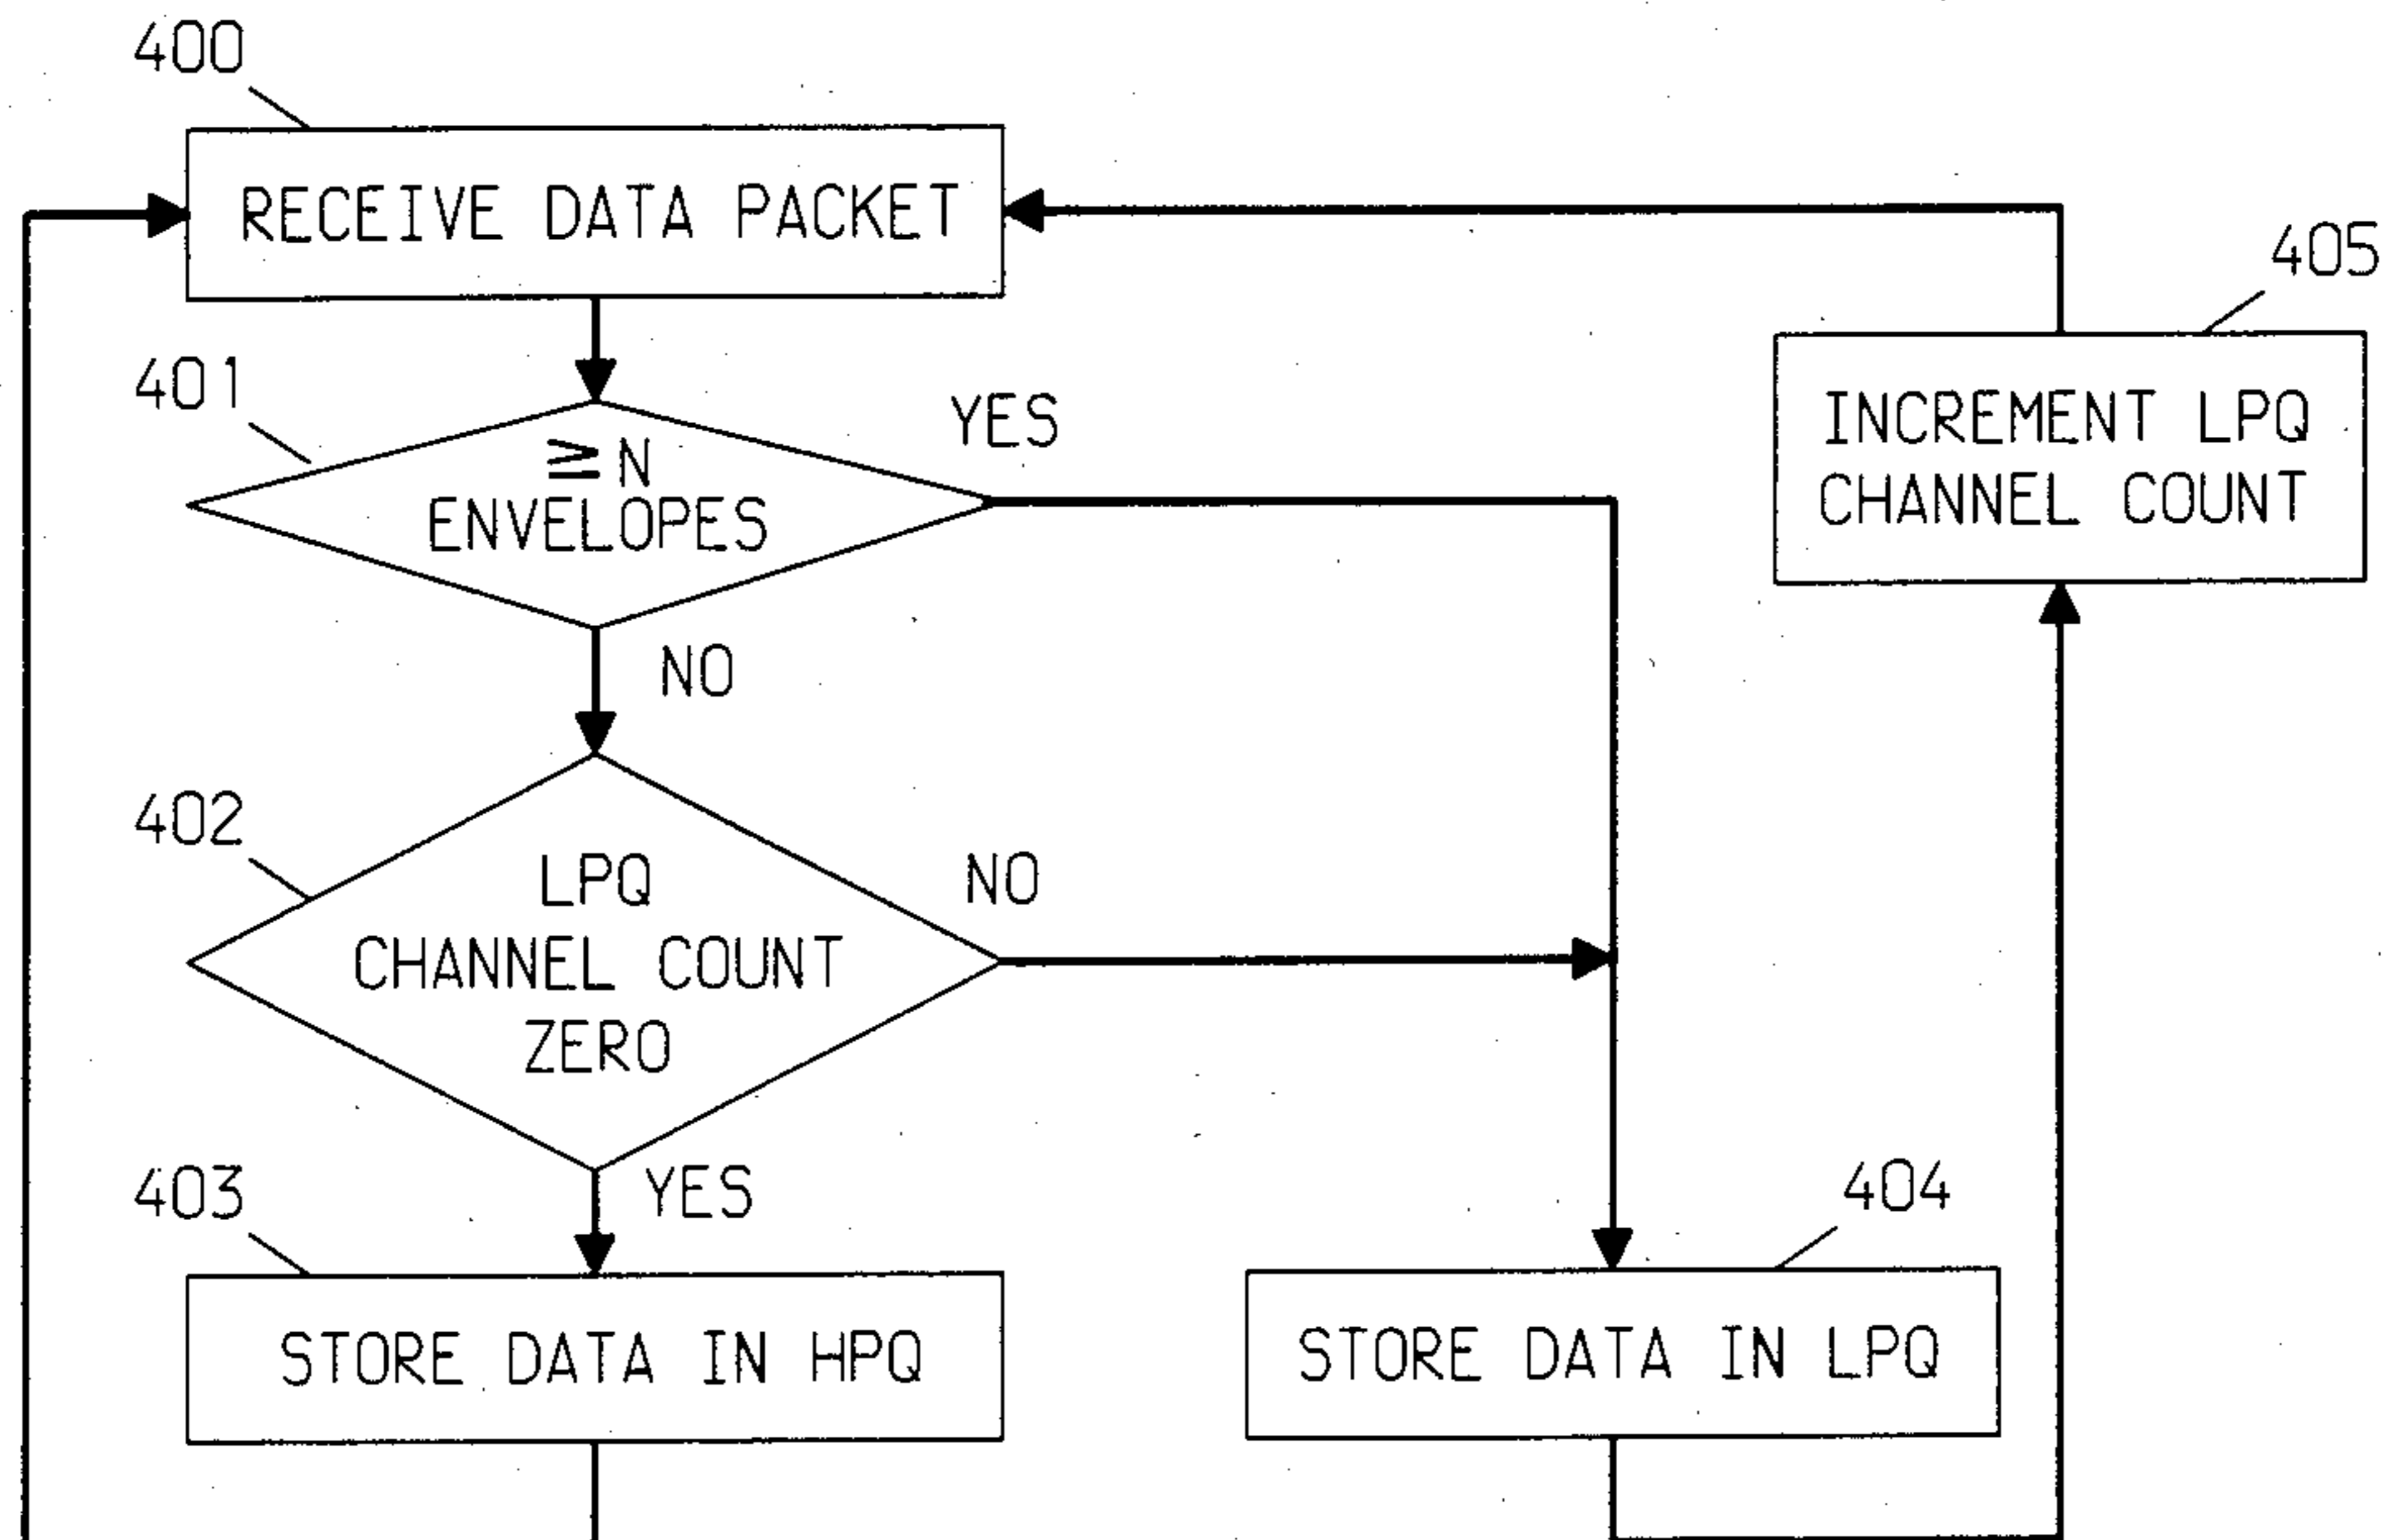 400
RECEIVE DATA PACKET
405
401
YES
≧ N
ENVELOPES
INCREMENT LPQ
CHANNEL COUNT
NO
402
LPQ
CHANNEL COUNT
ZERO
NO
403
YES
404
STORE DATA IN HPQ
STORE DATA IN LPQ